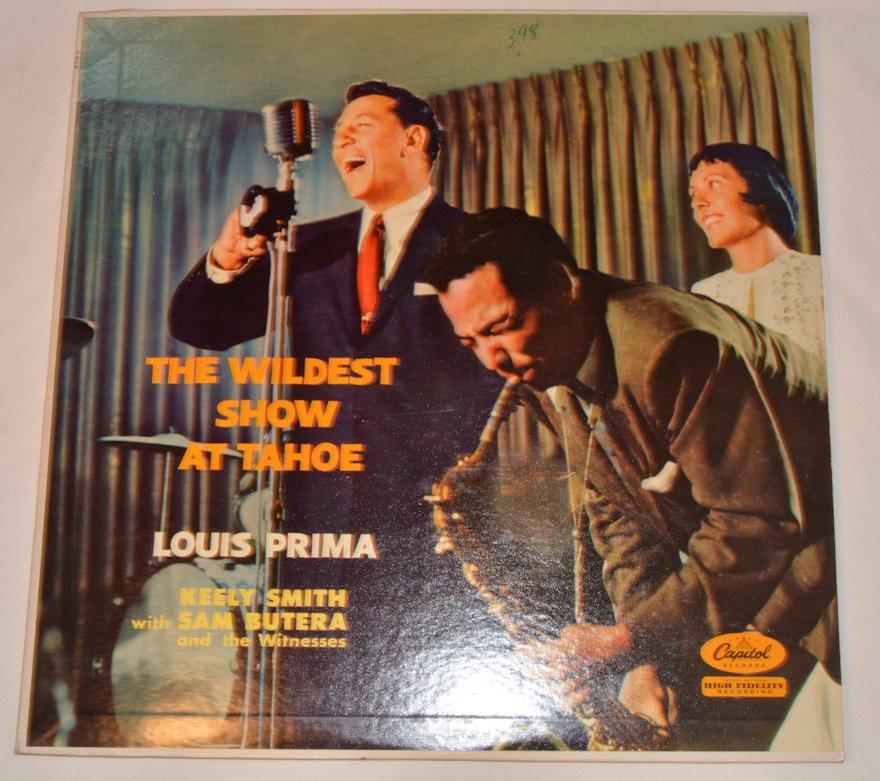 398
THE WILDEST
SHOW
AT TAHOE
LOUIS PRIMA
KEELY SMITH
with SAM BUTERA
and the Witnesses
Capitol
RECORDS
HIGH FIDELITY
RECORDING